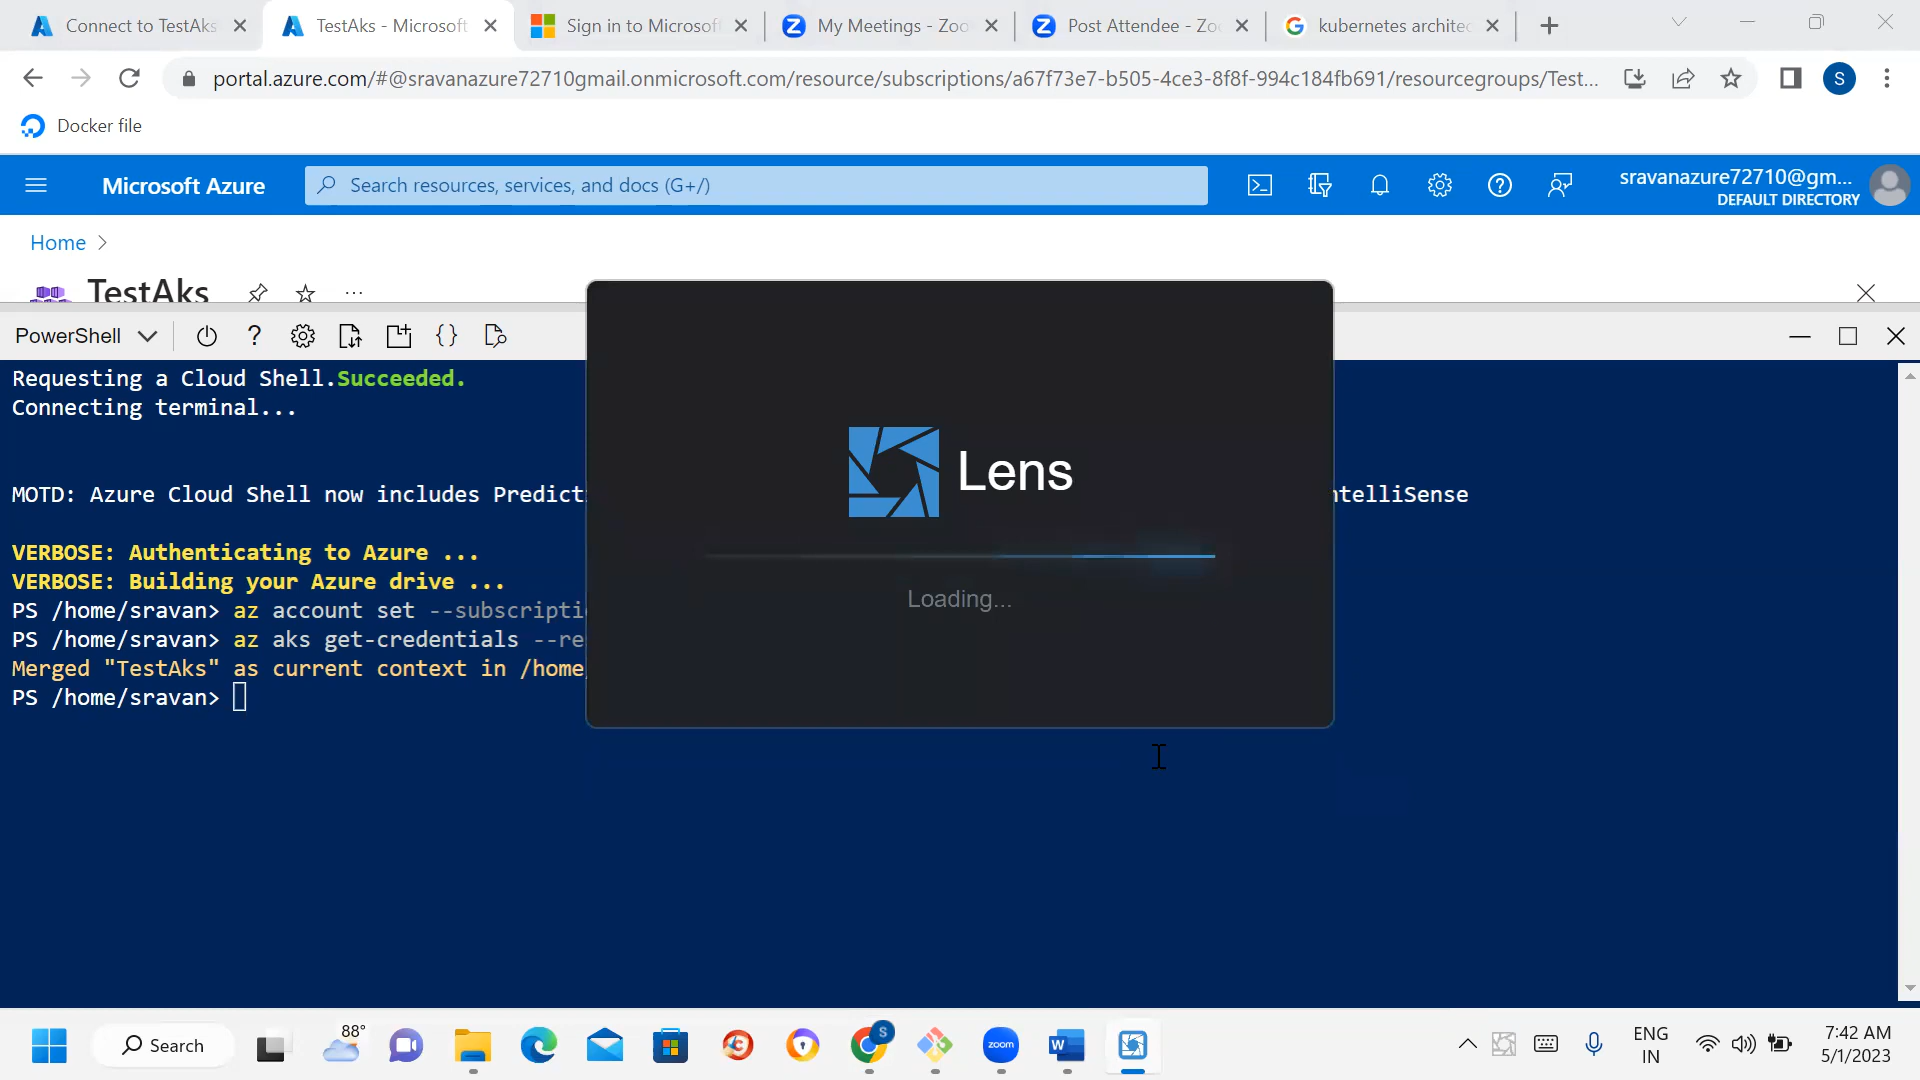 Connect to TestAks
TestAks - Microsoft
Sign in to Microsof
My Meetings - Zoo
Post Attendee - Zo
kubernetes architec
portal.azure.com/#@sravanazure72710gmail.onmicrosoft.com/resource/subscriptions/a67f73e7-b505-4ce3-8f8f-994c184fb691/resourcegroups/Test...
S
Docker file
Microsoft Azure
Search resources, services, and docs (G+/)
sravanazure72710@gm...
DEFAULT DIRECTORY
Home >
TestAks
PowerShell
Requesting a Cloud Shell.Succeeded.
Connecting terminal...
MOTD: Azure Cloud Shell now includes Predict
ntelliSense
VERBOSE: Authenticating to Azure ...
VERBOSE: Building your Azure drive ...
PS /home/sravan> az account set --subscripti
PS /home/sravan> az aks get-credentials --re
Merged "TestAks" as current context in /home/
PS /home/sravan>
Lens
Loading...
Search
88°
S
zoom
ENG
IN
7:42 AM
5/1/2023